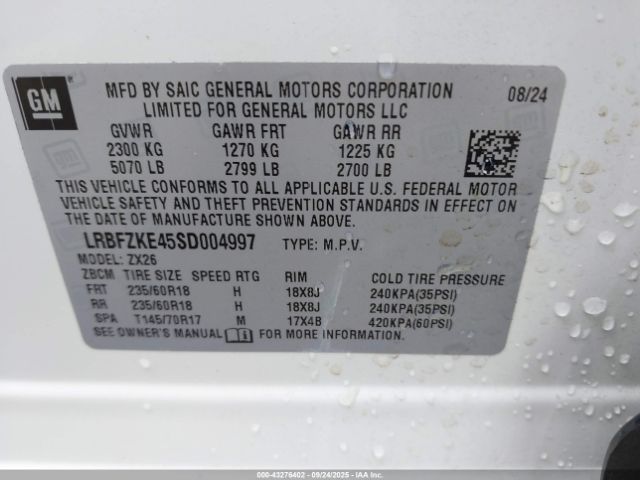 GM
MFD BY SAIC GENERAL MOTORS CORPORATION 08/24
LIMITED FOR GENERAL MOTORS LLC
GVWR GAWR FRT GAWR RR
2300 KG 1270 KG 1225 KG
5070 LB 2799 LB 2700 LB
THIS VEHICLE CONFORMS TO ALL APPLICABLE U.S. FEDERAL MOTOR
VEHICLE SAFETY AND THEFT PREVENTION STANDARDS IN EFFECT ON
THE DATE OF MANUFACTURE SHOWN ABOVE.
LRBFZKE45SD004997 TYPE: M.P.V.
MODEL: ZX26
ZBCM TIRE SIZE SPEED RTG RIM COLD TIRE PRESSURE
FRT 235/60R18 H 18X8J 240KPA(35PSI)
RR 235/60R18 H 18X8J 240KPA(35PSI)
SPA T145/70R17 M 17X4B 420KPA(60PSI)
SEE OWNER'S MANUAL FOR MORE INFORMATION.
000-43276402 - 09/24/2025 - IAAI.COM